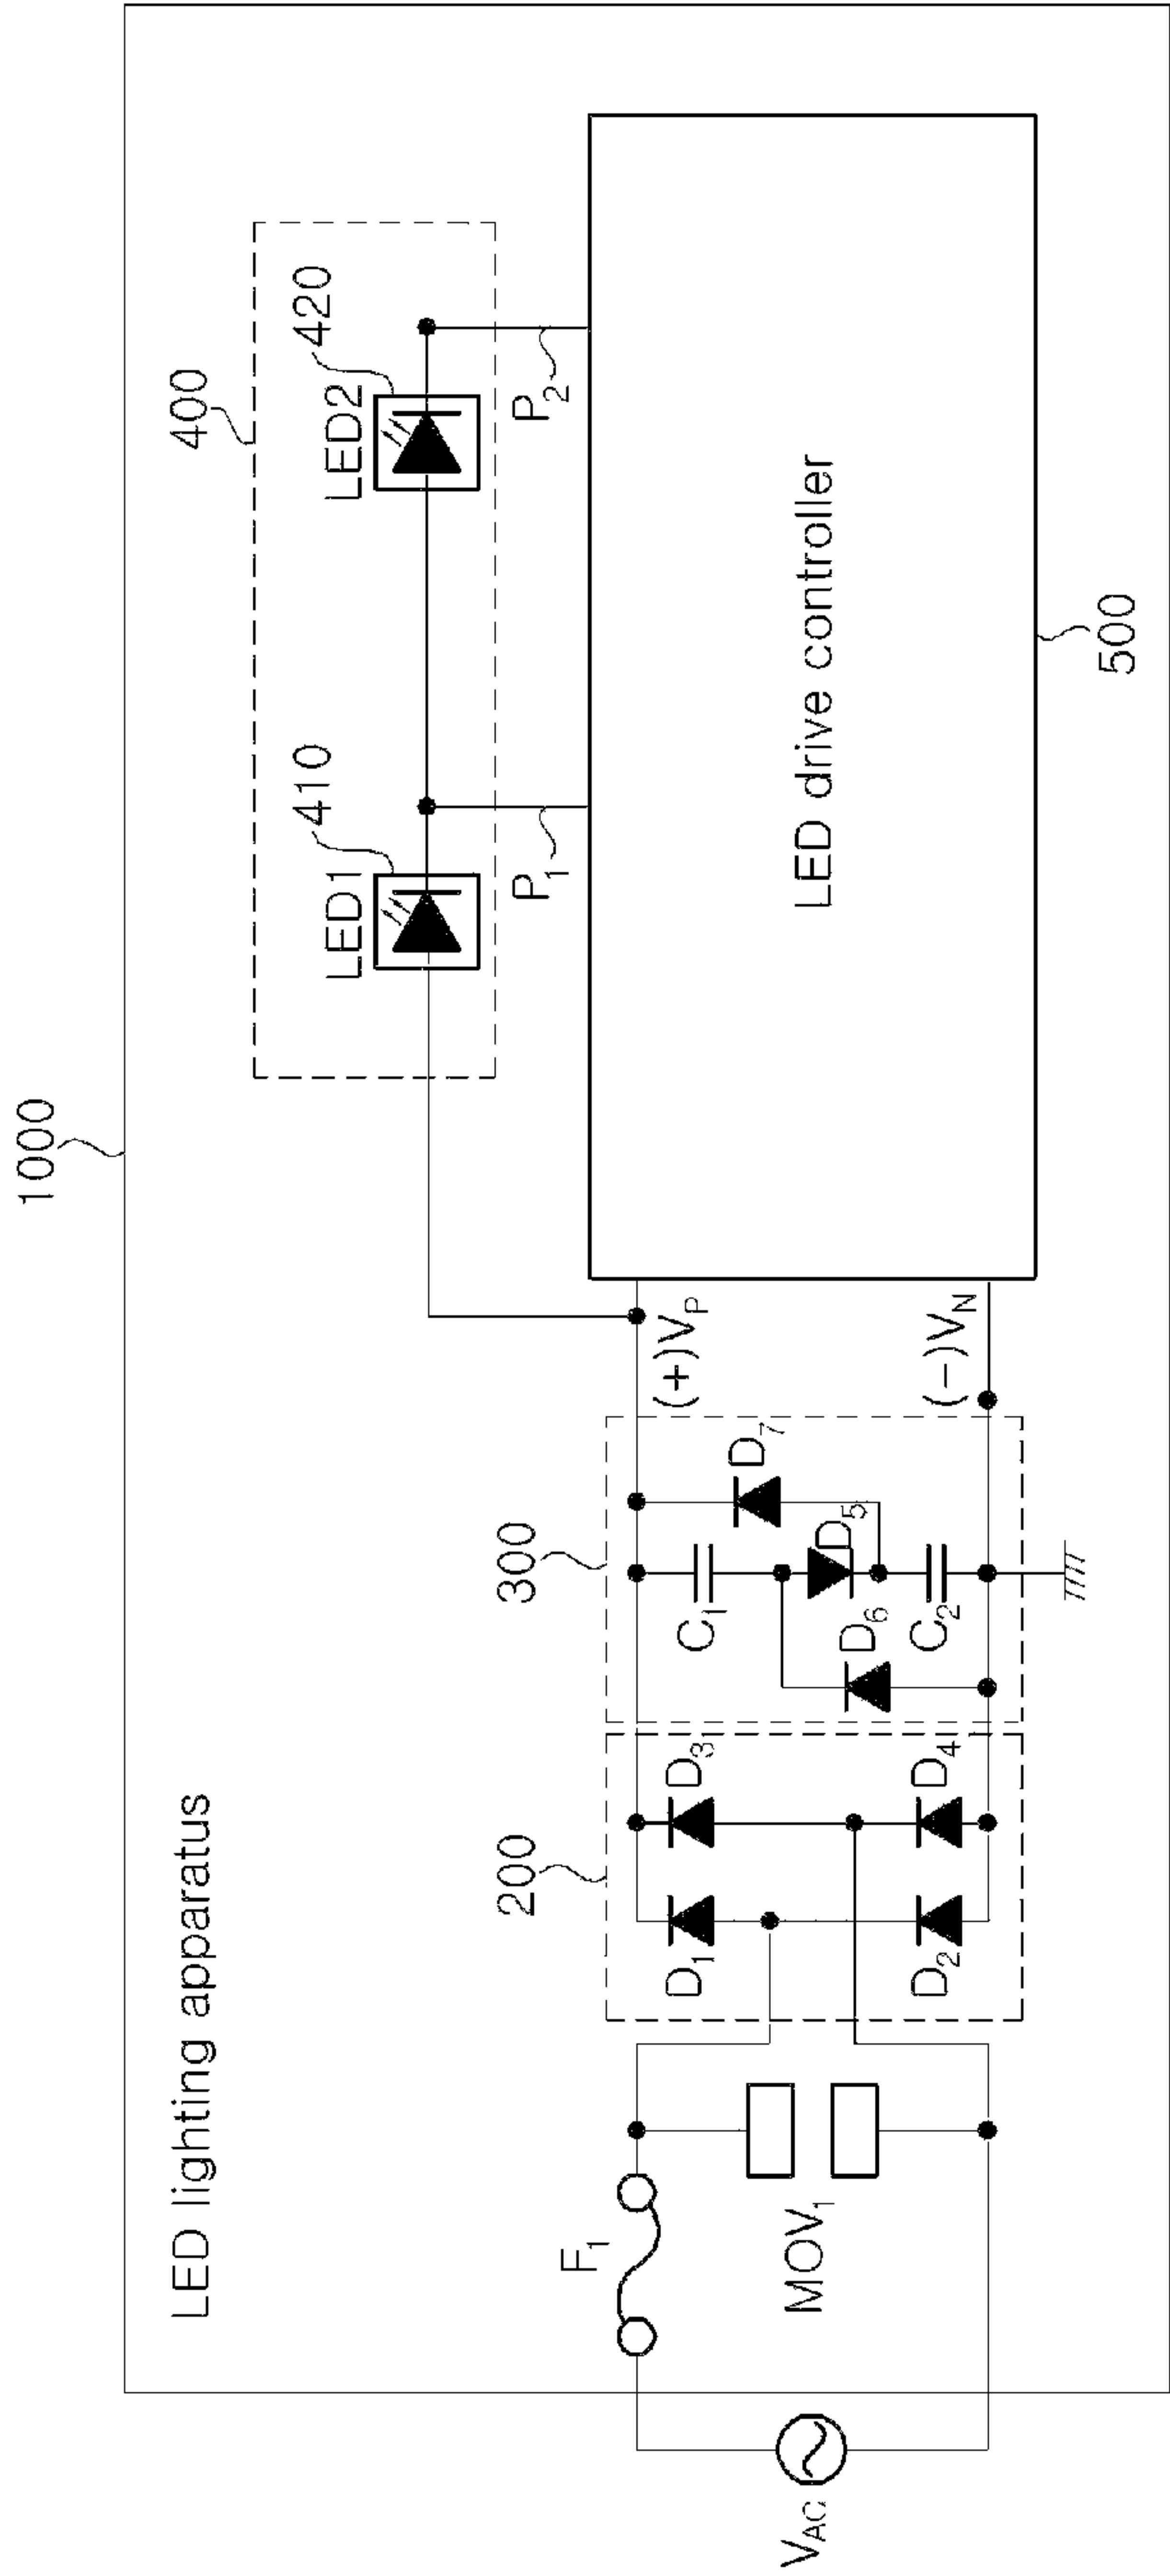 1000
LED lighting apparatus
400
LED1
410
LED2
420
P1
P2
200
300
F1
MOV1
VAC
D1
D2
D3
D4
C1
D5
D6
D7
C2
(+)VP
(-)VN
LED drive controller
500